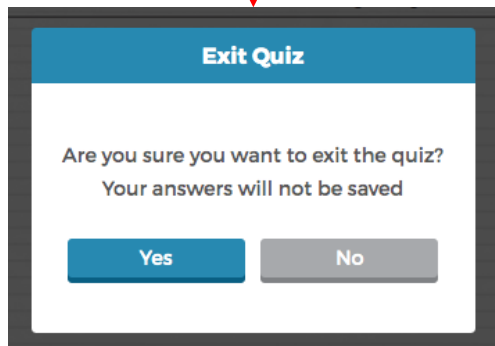 Exit Quiz
Are you sure you want to exit the quiz?
Your answers will not be saved
Yes
No